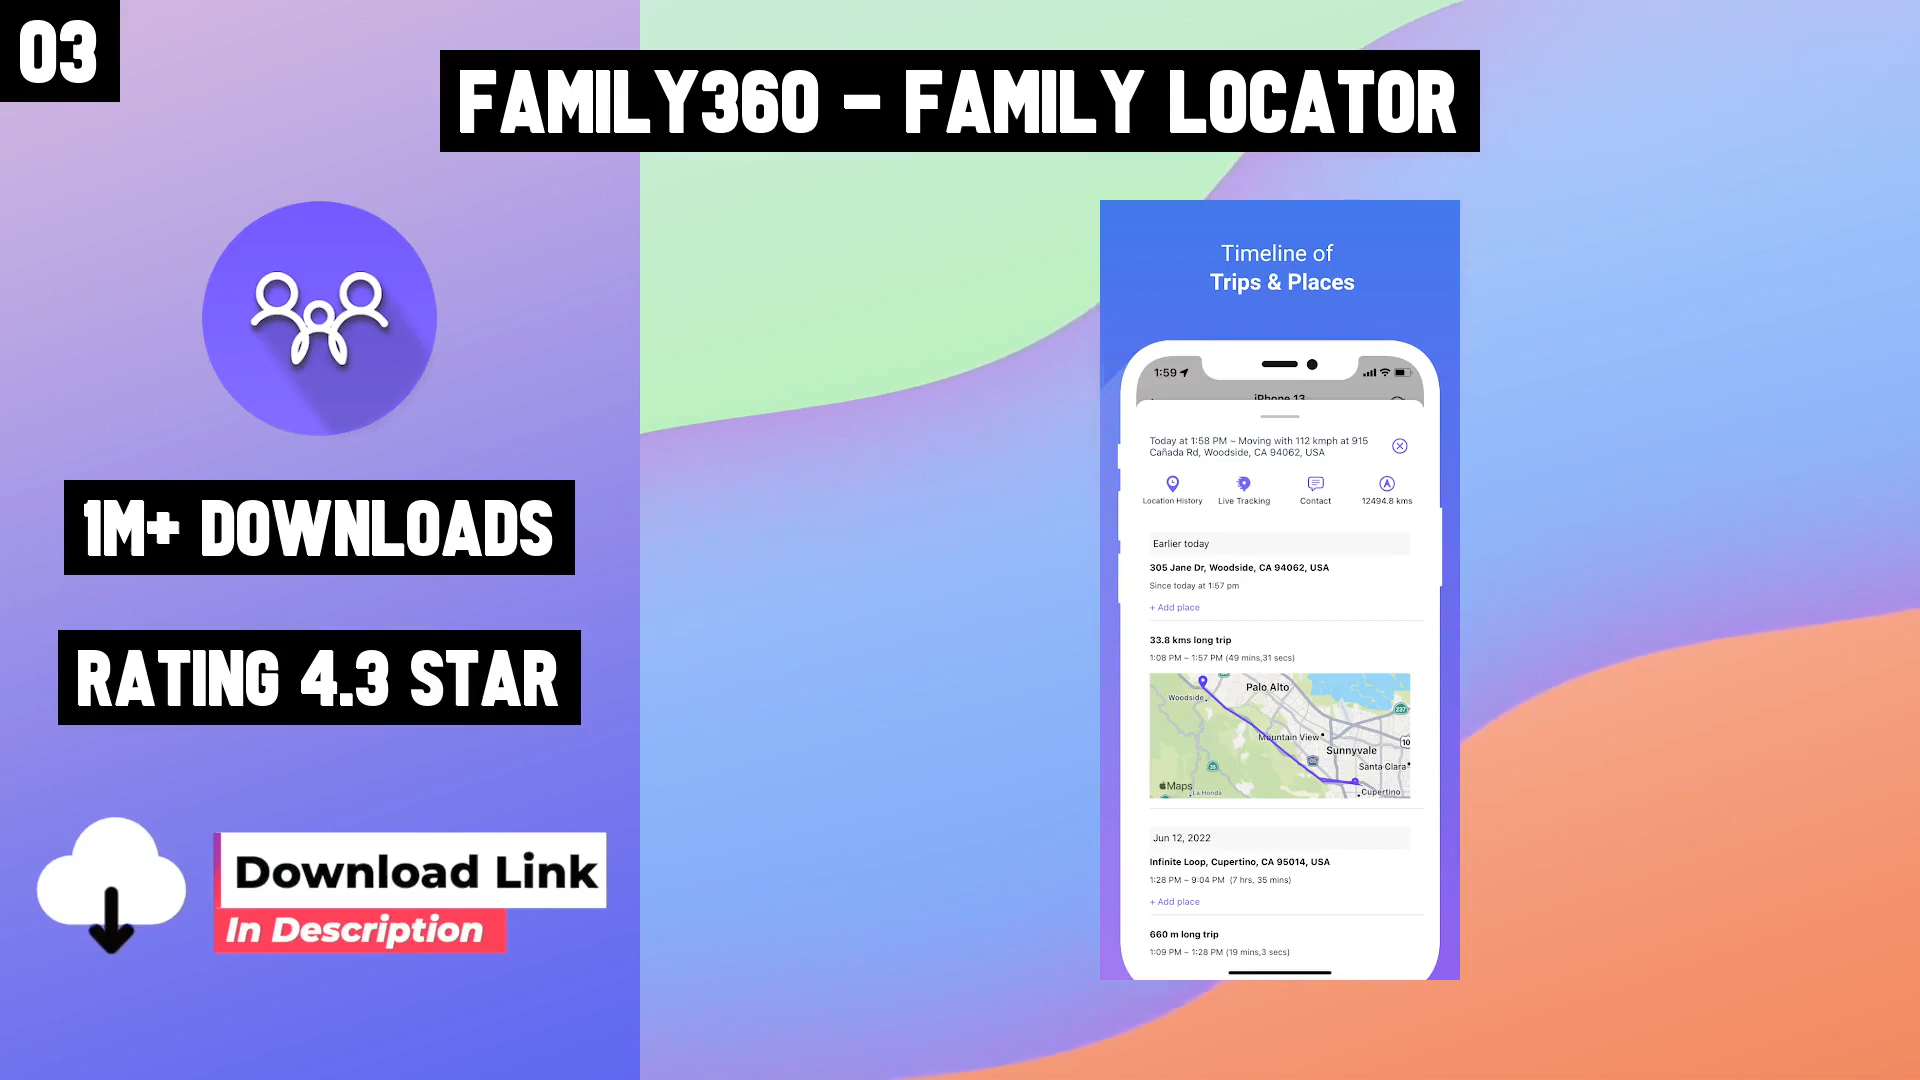 03
FAMILY360 - FAMILY LOCATOR
1M+ DOWNLOADS
RATING 4.3 STAR
Download Link
In Description
Timeline of
Trips & Places
1:59
iPhone 13
Today at 1:58 PM ~ Moving with 112 kmph at 915
Cañada Rd, Woodside, CA 94062, USA
Location History
Live Tracking
Contact
12494.8 kms
Earlier today
305 Jane Dr, Woodside, CA 94062, USA
Since today at 1:57 pm
+ Add place
33.8 kms long trip
1:08 PM ~ 1:57 PM (49 mins,31 secs)
Palo Alto
Woodside
237
Mountain View
10
Sunnyvale
Santa Clara
35
Maps
La Honda
Cupertino
Jun 12, 2022
Infinite Loop, Cupertino, CA 95014, USA
1:28 PM ~ 9:04 PM (7 hrs, 35 mins)
+ Add place
660 m long trip
1:09 PM ~ 1:28 PM (19 mins,3 secs)